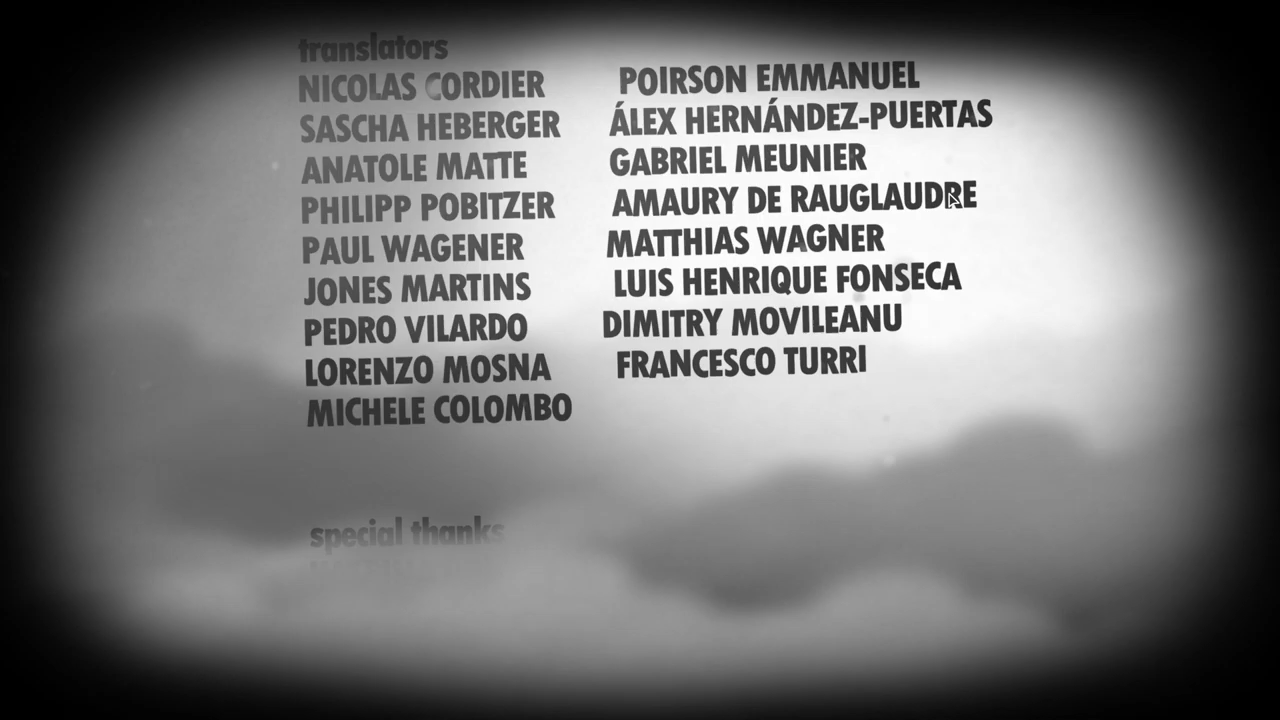 translators
NICOLAS CORDIER
SASCHA HEBERGER
ANATOLE MATTE
PHILIPP POBITZER
PAUL WAGENER
JONES MARTINS
PEDRO VILARDO
LORENZO MOSNA
MICHELE COLOMBO
POIRSON EMMANUEL
ÁLEX HERNÁNDEZ-PUERTAS
GABRIEL MEUNIER
AMAURY DE RAUGLAUDRE
MATTHIAS WAGNER
LUIS HENRIQUE FONSECA
DIMITRY MOVILEANU
FRANCESCO TURRI
special thanks